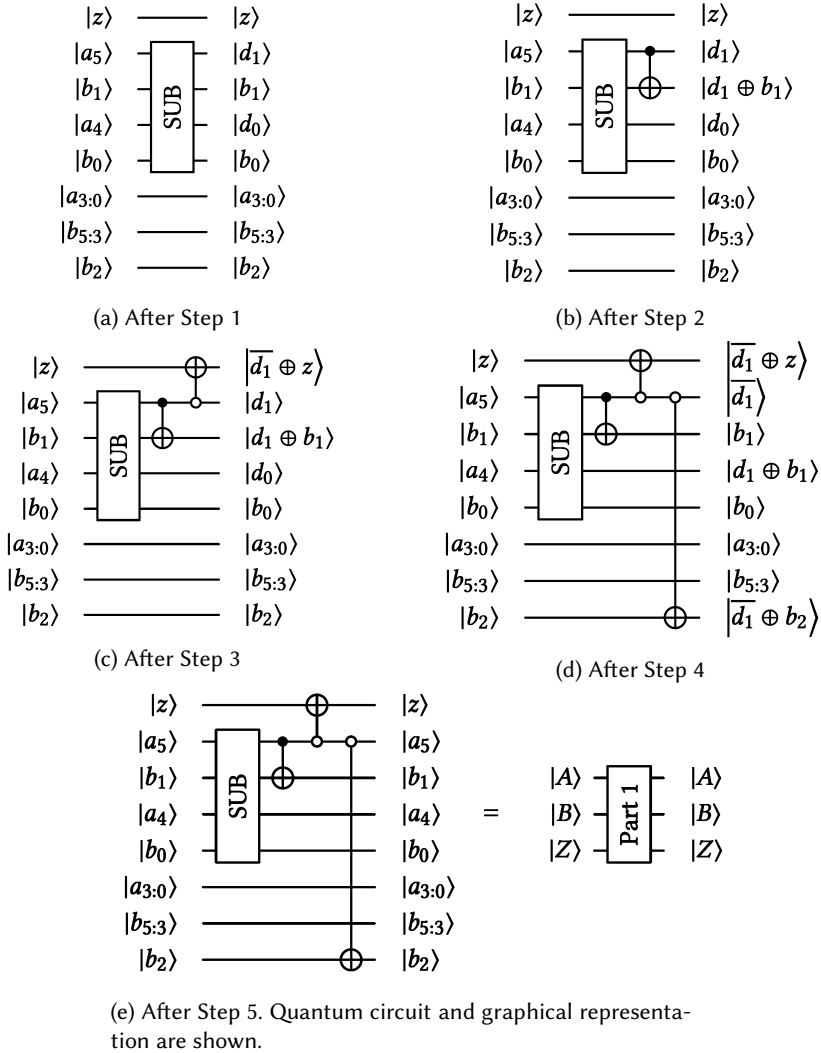 |z⟩ |z⟩
|a₅⟩ |d₁⟩
|b₁⟩ SUB |b₁⟩
|a₄⟩ |d₀⟩
|b₀⟩ |b₀⟩
|a₃:₀⟩ |a₃:₀⟩
|b₅:₃⟩ |b₅:₃⟩
|b₂⟩ |b₂⟩
(a) After Step 1
|z⟩ |z⟩
|a₅⟩ |d₁⟩
|b₁⟩ SUB |d₁ ⊕ b₁⟩
|a₄⟩ |d₀⟩
|b₀⟩ |b₀⟩
|a₃:₀⟩ |a₃:₀⟩
|b₅:₃⟩ |b₅:₃⟩
|b₂⟩ |b₂⟩
(b) After Step 2
|z⟩ |d̅₁ ⊕ z⟩
|a₅⟩ |d₁⟩
|b₁⟩ SUB |d₁ ⊕ b₁⟩
|a₄⟩ |d₀⟩
|b₀⟩ |b₀⟩
|a₃:₀⟩ |a₃:₀⟩
|b₅:₃⟩ |b₅:₃⟩
|b₂⟩ |b₂⟩
(c) After Step 3
|z⟩ |d̅₁ ⊕ z⟩
|a₅⟩ |d̅₁⟩
|b₁⟩ SUB |b₁⟩
|a₄⟩ |d₁ ⊕ b₁⟩
|b₀⟩ |b₀⟩
|a₃:₀⟩ |a₃:₀⟩
|b₅:₃⟩ |b₅:₃⟩
|b₂⟩ |d̅₁ ⊕ b₂⟩
(d) After Step 4
|z⟩ |z⟩
|a₅⟩ |a₅⟩
|b₁⟩ SUB |b₁⟩ |A⟩ |A⟩
|a₄⟩ |a₄⟩ = |B⟩ Part 1 |B⟩
|b₀⟩ |b₀⟩ |Z⟩ |Z⟩
|a₃:₀⟩ |a₃:₀⟩
|b₅:₃⟩ |b₅:₃⟩
|b₂⟩ |b₂⟩
(e) After Step 5. Quantum circuit and graphical representa-
tion are shown.